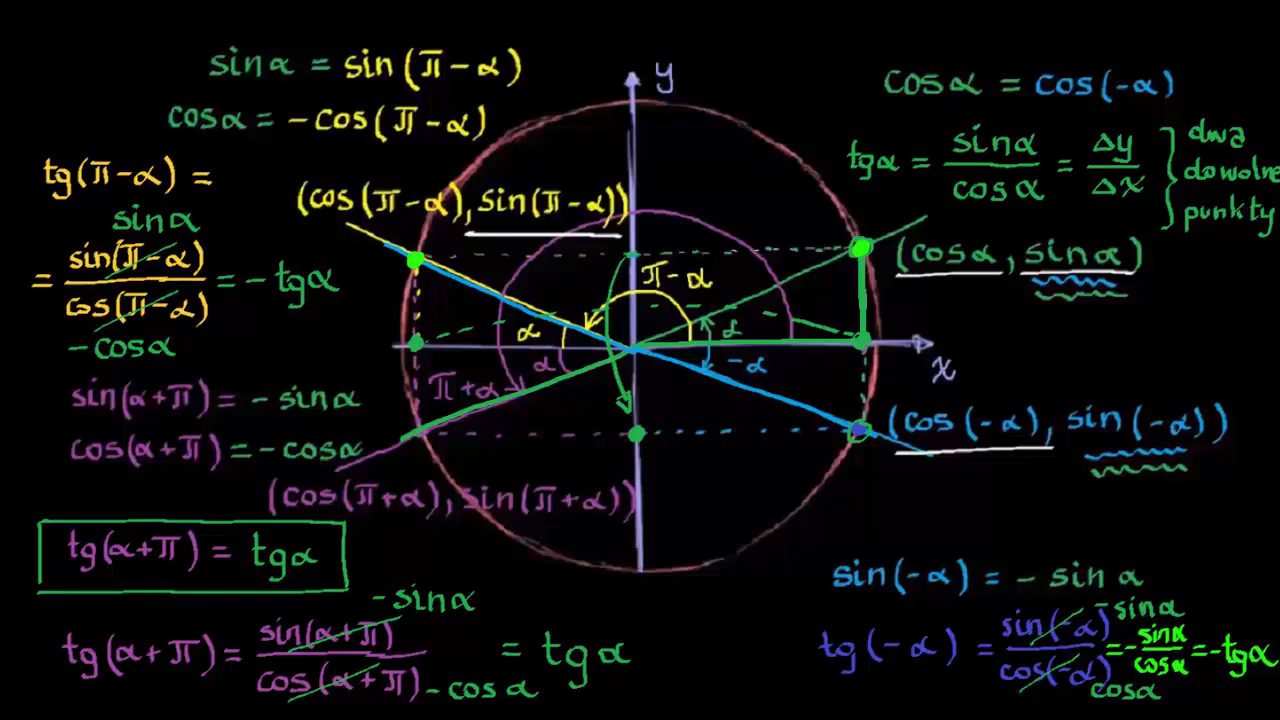 sinα = sin(π-α)
cosα = -cos(π-α)
tg(π-α) =
= sin(π-α) / cos(π-α) = -tgα
sinα
-cosα
sin(α+π) = -sinα
cos(α+π) = -cosα
tg(α+π) = tgα
tg(α+π) = sin(α+π) / cos(α+π) = tgα
-sinα
-cosα
(cos(π-α), sin(π-α))
y
π-α
α
α
α
-α
π+α
x
(cos(π+α), sin(π+α))
cosα = cos(-α)
tgα = sinα / cosα = Δy / Δx } dwa
dowolne
punkty
(cosα, sinα)
(cos(-α), sin(-α))
sin(-α) = -sinα
tg(-α) = sin(-α) / cos(-α) = -sinα / cosα = -tgα
-sinα
cosα